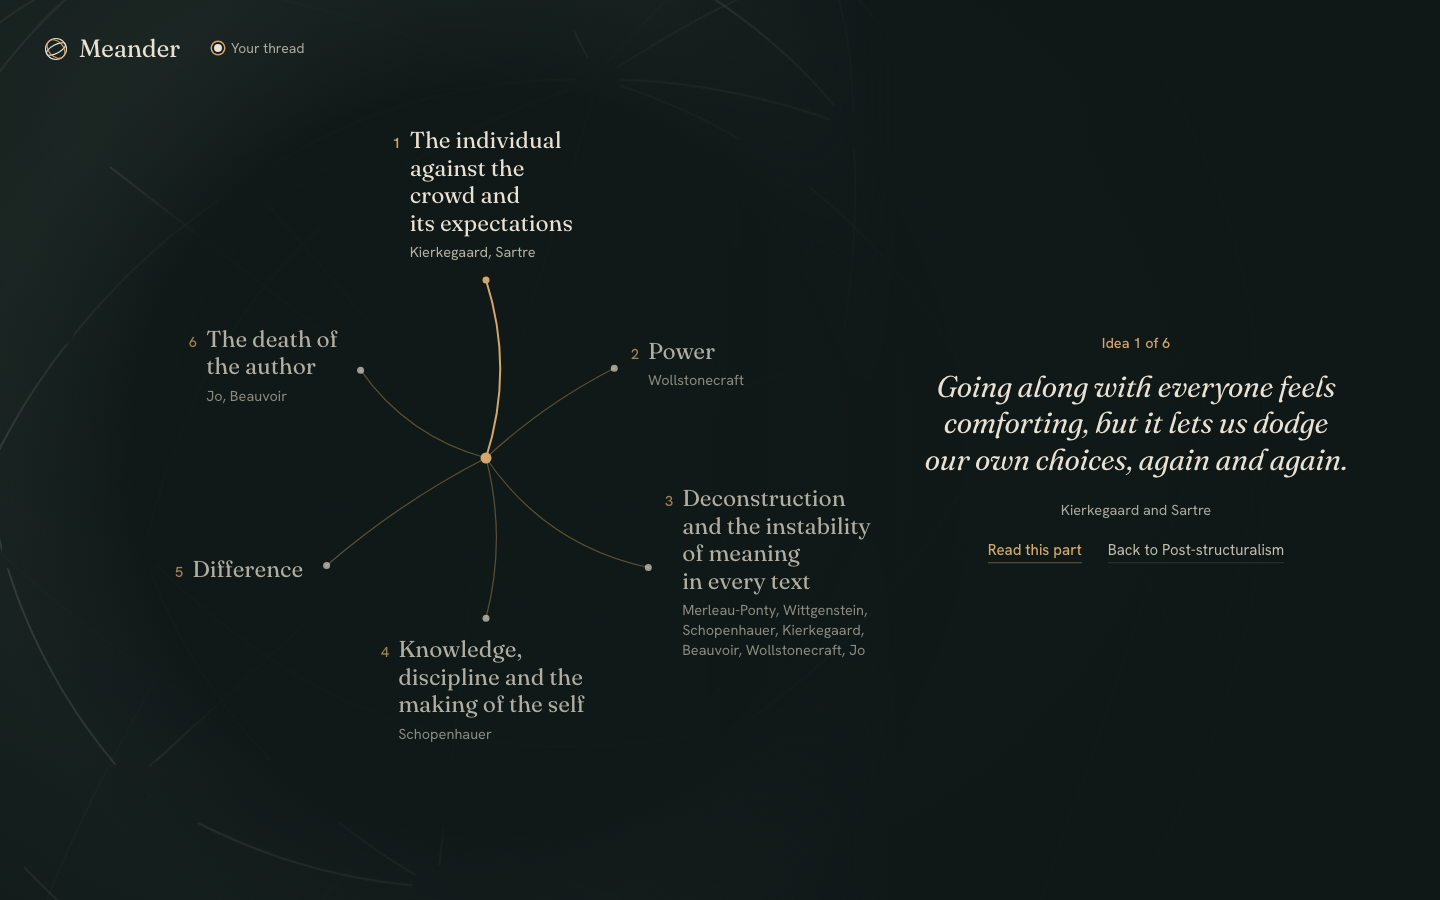 Meander
Your thread
1 The individual
against the
crowd and
its expectations
Kierkegaard, Sartre
6 The death of
the author
Jo, Beauvoir
2 Power
Wollstonecraft
3 Deconstruction
and the instability
of meaning
in every text
Merleau-Ponty, Wittgenstein,
Schopenhauer, Kierkegaard,
Beauvoir, Wollstonecraft, Jo
5 Difference
4 Knowledge,
discipline and the
making of the self
Schopenhauer
Idea 1 of 6
Going along with everyone feels
comforting, but it lets us dodge
our own choices, again and again.
Kierkegaard and Sartre
Read this part
Back to Post-structuralism